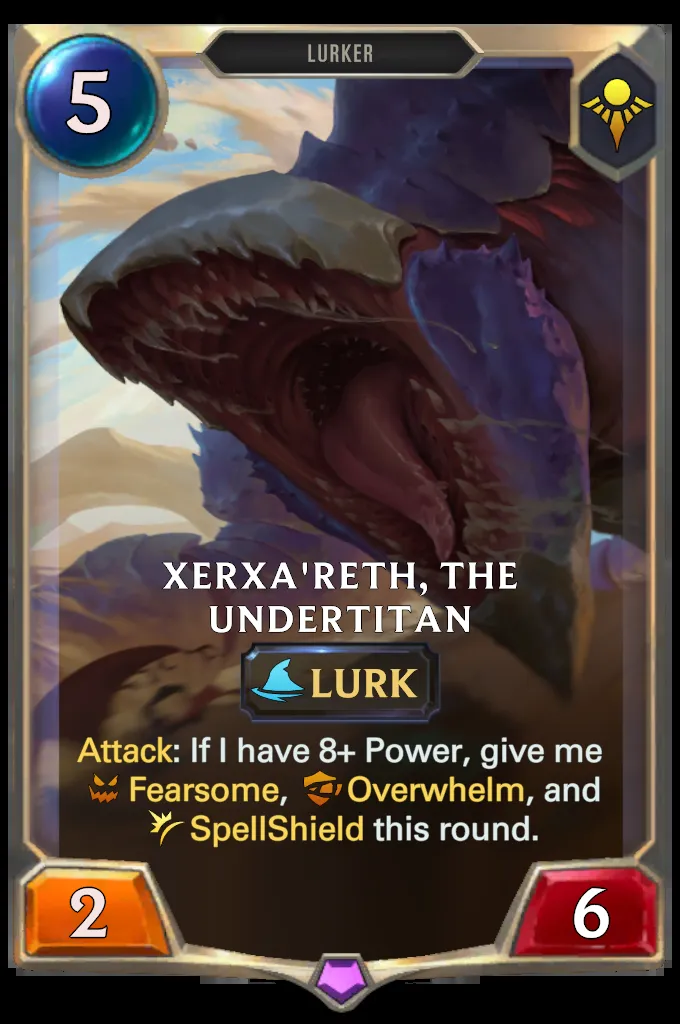 LURKER
5
XERXA'RETH, THE
UNDERTITAN
LURK
Attack: If I have 8+ Power, give me
Fearsome, Overwhelm, and
SpellShield this round.
2
6